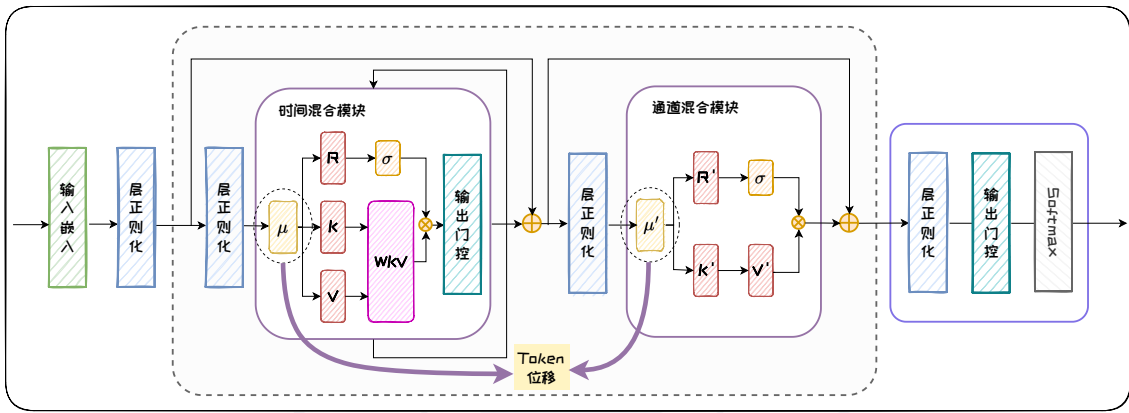 输入嵌入
层正则化
层正则化
时间混合模块
μ
R
σ
K
V
WKV
输出门控
层正则化
通道混合模块
μ'
R'
σ
K'
V'
层正则化
输出门控
Softmax
Token
位移